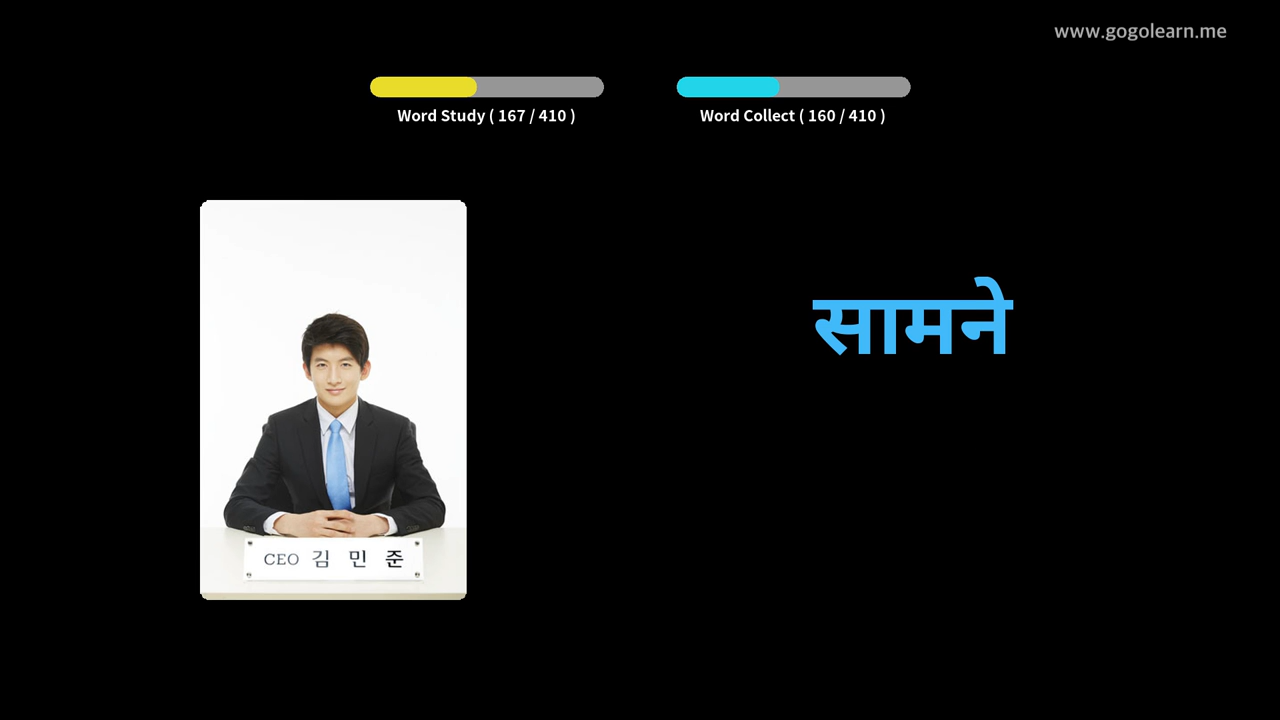 www.gogolearn.me
Word Study ( 167 / 410 )
Word Collect ( 160 / 410 )
सामने
CEO 김 민 준